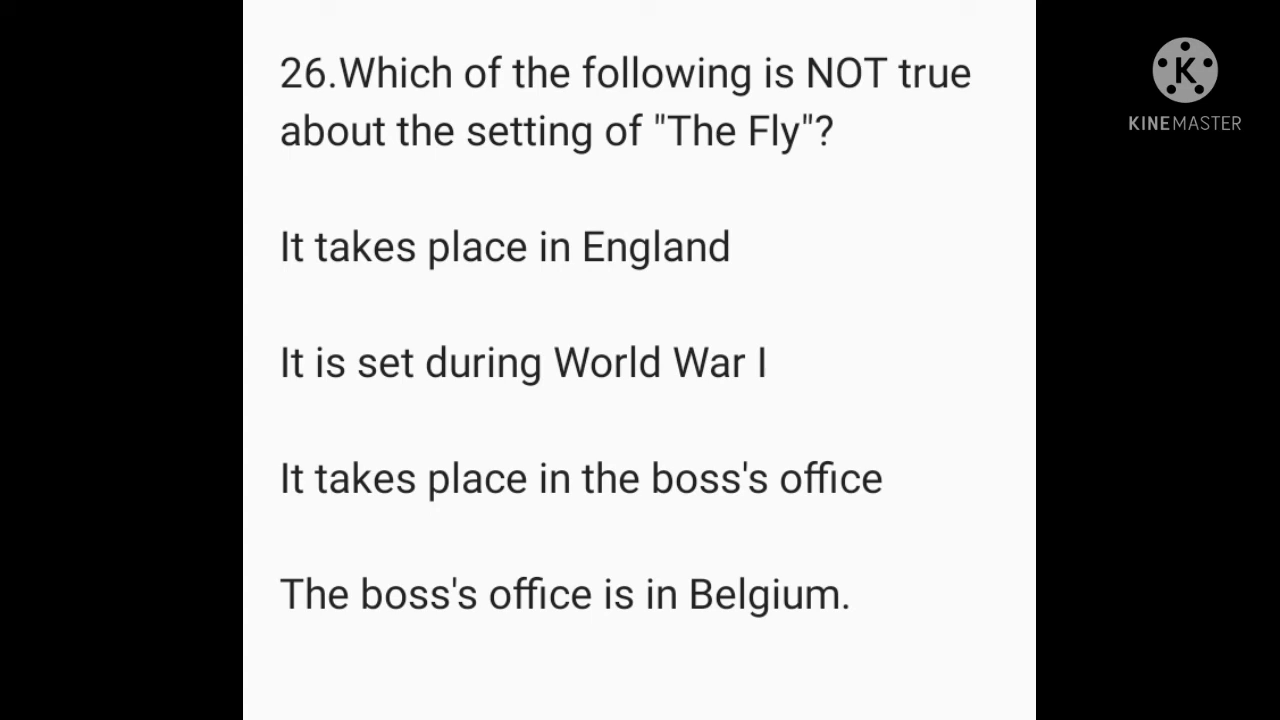 26.Which of the following is NOT true
about the setting of "The Fly"?
It takes place in England
It is set during World War I
It takes place in the boss's office
The boss's office is in Belgium.
K
KINEMASTER